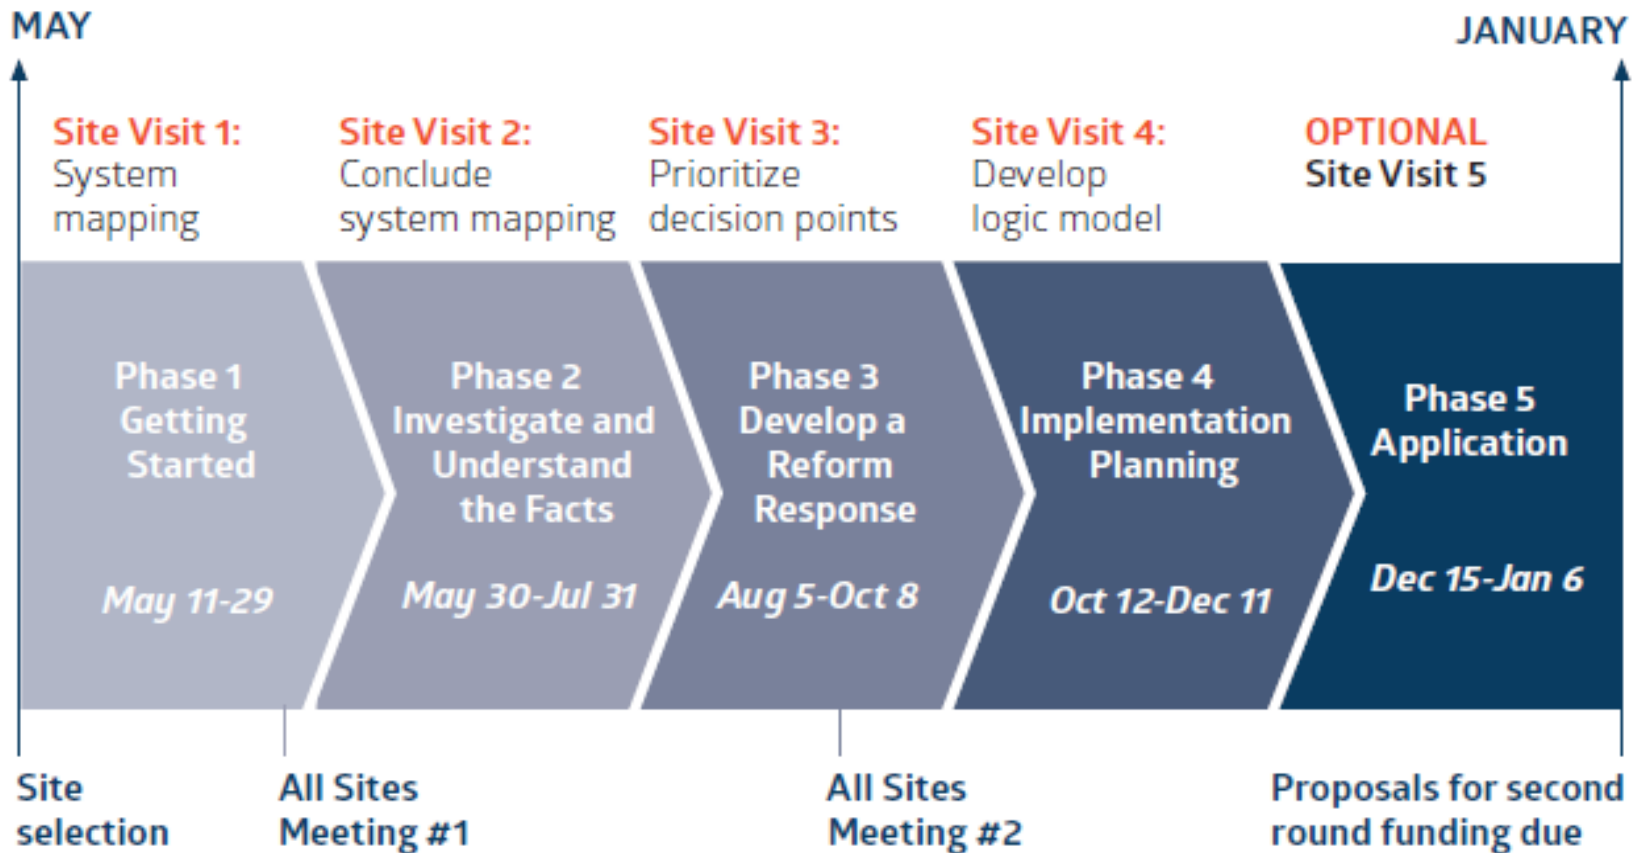 MAY
JANUARY
Site Visit 1:
System
mapping
Site Visit 2:
Conclude
system mapping
Site Visit 3:
Prioritize
decision points
Site Visit 4:
Develop
logic model
OPTIONAL
Site Visit 5
Phase 1
Getting
Started
May 11-29
Phase 2
Investigate and
Understand
the Facts
May 30-Jul 31
Phase 3
Develop a
Reform
Response
Aug 5-Oct 8
Phase 4
Implementation
Planning
Oct 12-Dec 11
Phase 5
Application
Dec 15-Jan 6
Site
selection
All Sites
Meeting #1
All Sites
Meeting #2
Proposals for second
round funding due